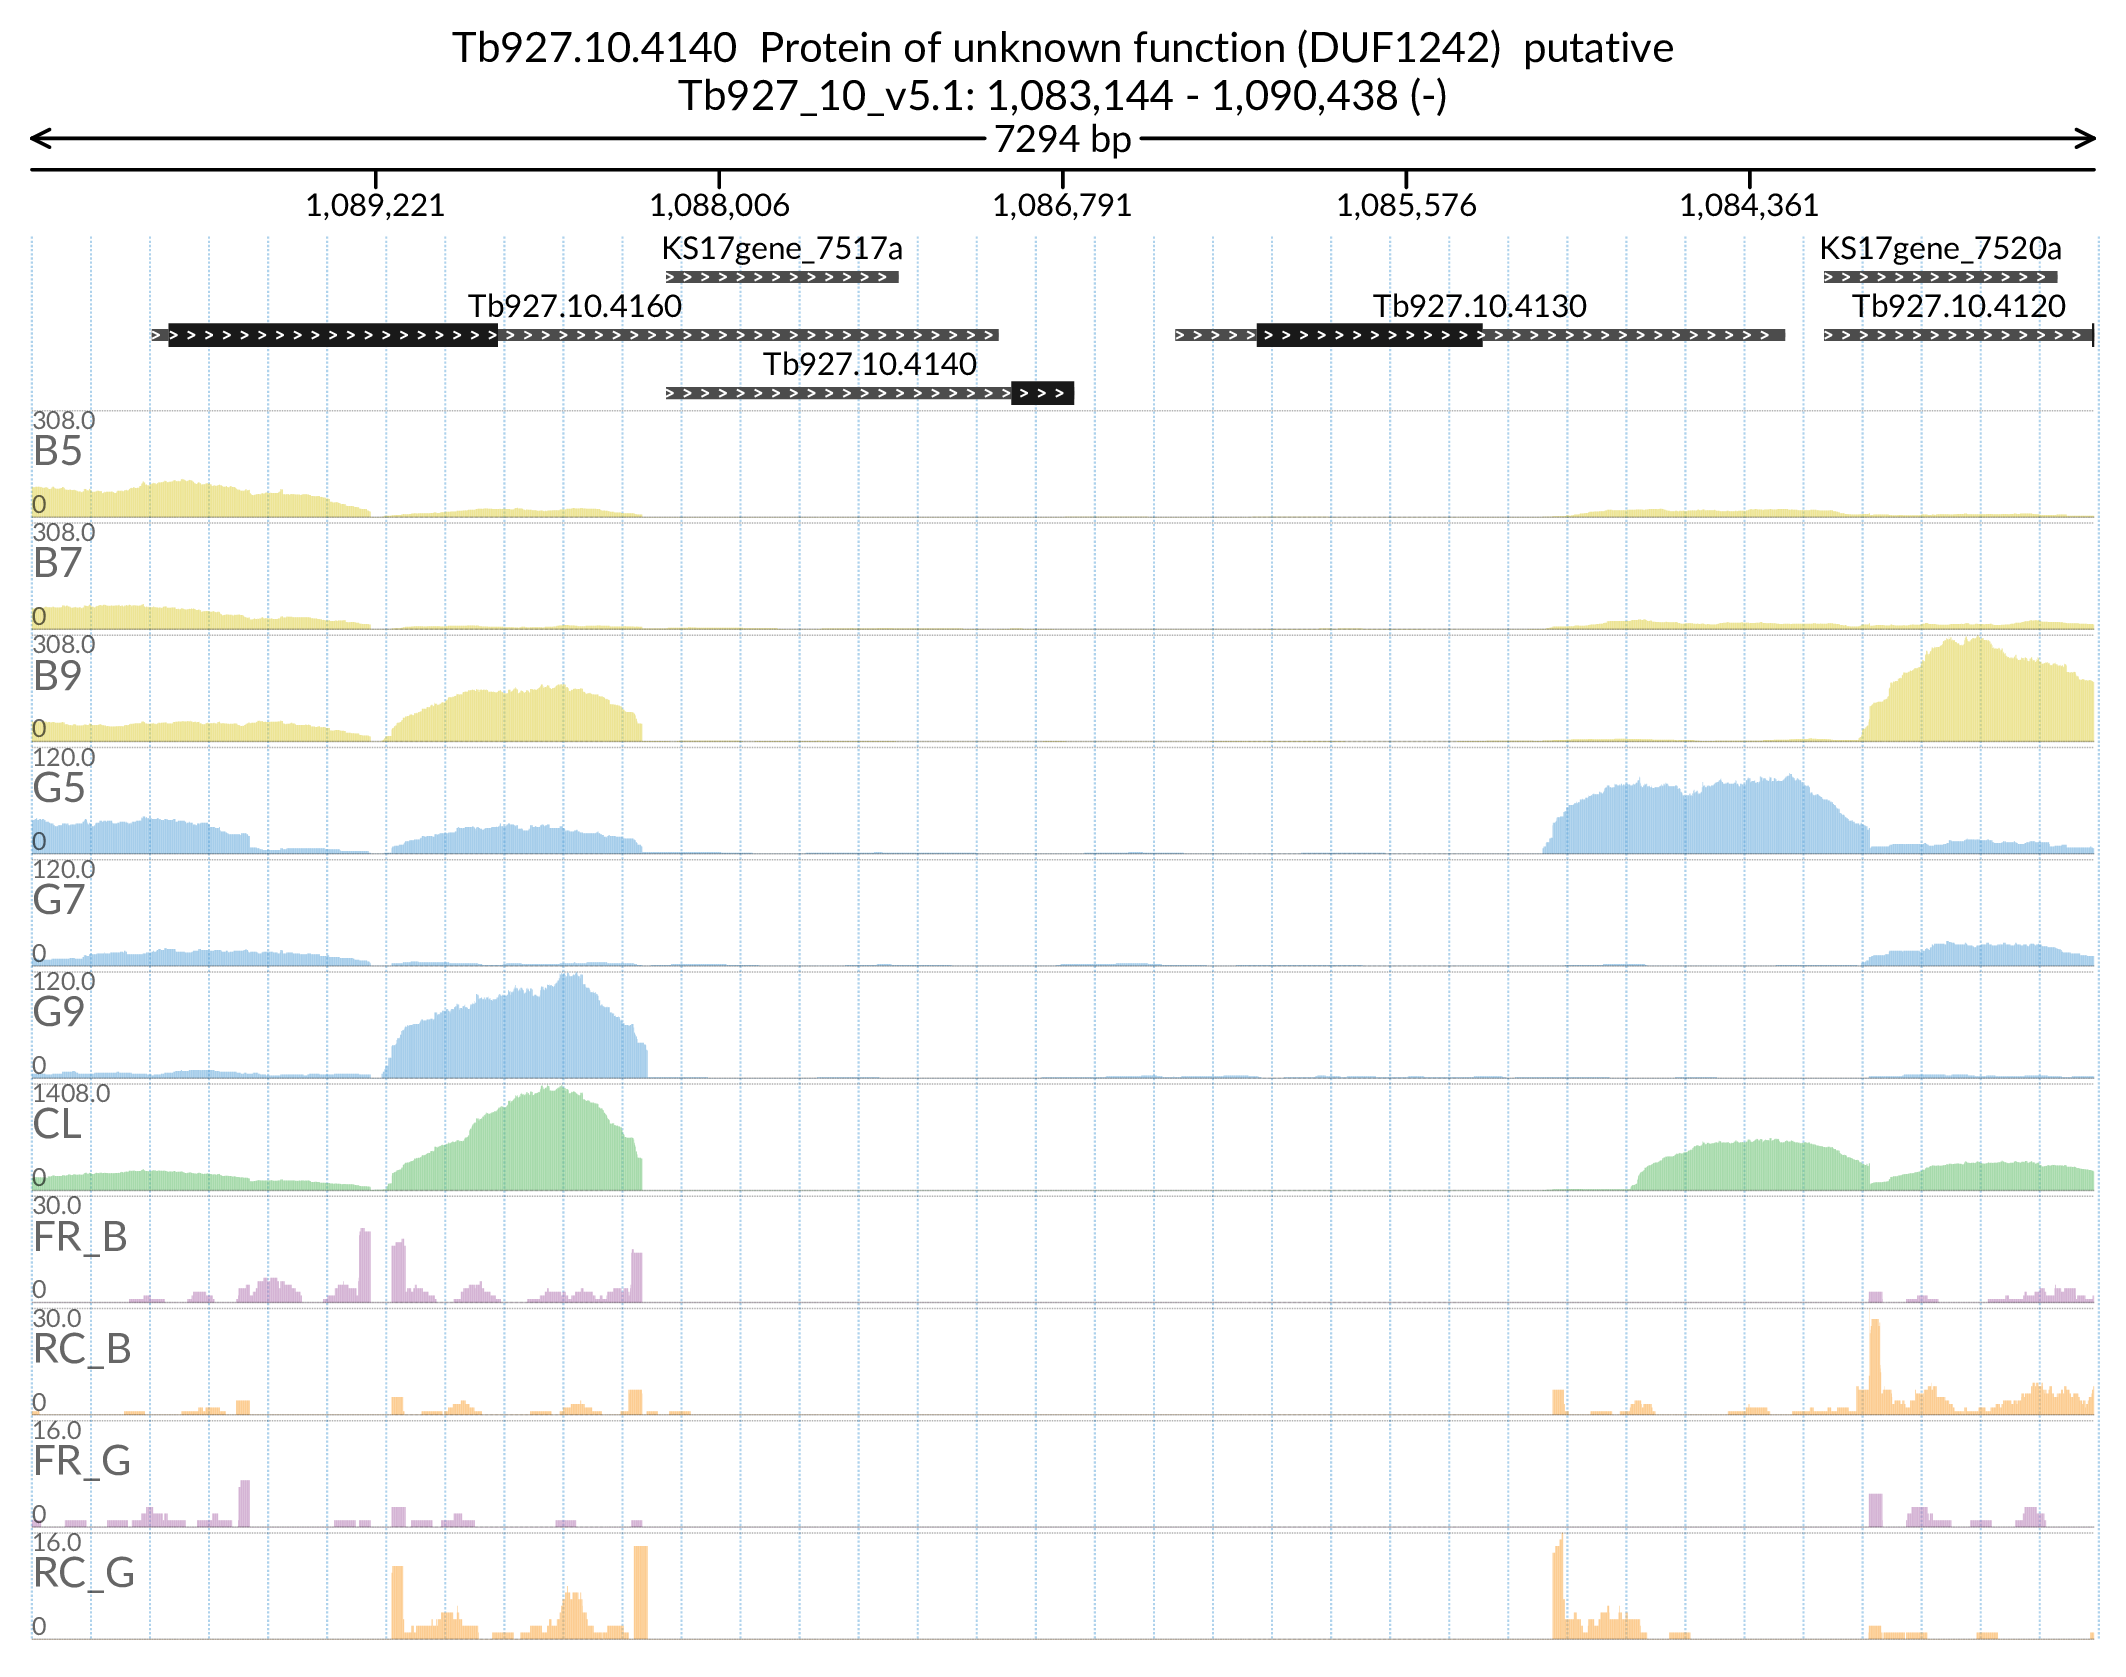 Tb927.10.4140  Protein of unknown function (DUF1242)  putative
Tb927_10_v5.1: 1,083,144 - 1,090,438 (-)
7294 bp
1,089,221 1,088,006 1,086,791 1,085,576 1,084,361
KS17gene_7517a KS17gene_7520a
Tb927.10.4160 Tb927.10.4130 Tb927.10.4120
Tb927.10.4140
308.0
B5
0
308.0
B7
0
308.0
B9
0
120.0
G5
0
120.0
G7
0
120.0
G9
0
1408.0
CL
0
30.0
FR_B
0
30.0
RC_B
0
16.0
FR_G
0
16.0
RC_G
0